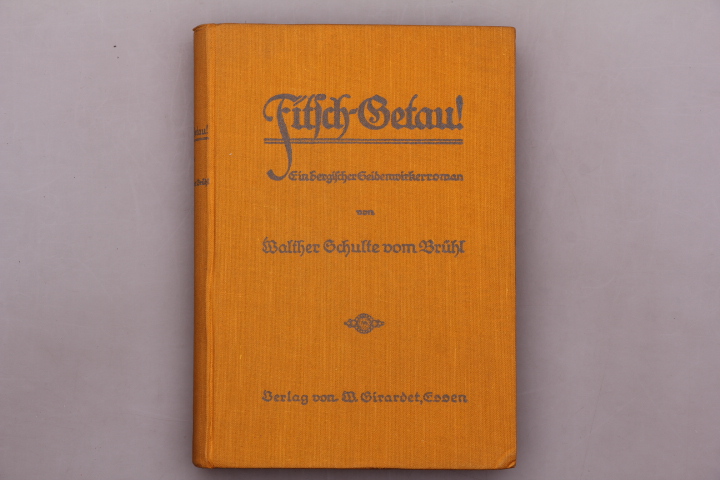 Fitsch-Getau!
Ein bergischer Seidenwirkerroman
von
Walther Schulte vom Brühl
Verlag von W. Girardet, Essen